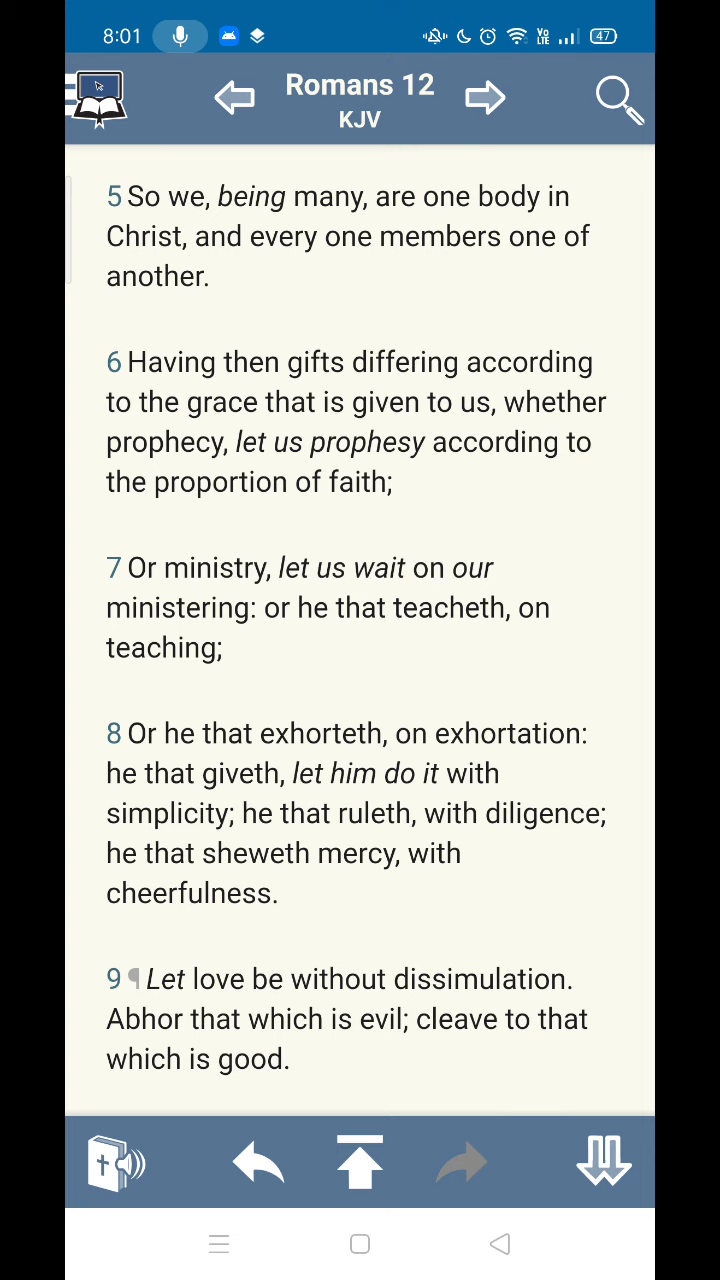 8:01
Vo
LTE
47
Romans 12
KJV
5 So we, being many, are one body in
Christ, and every one members one of
another.
6 Having then gifts differing according
to the grace that is given to us, whether
prophecy, let us prophesy according to
the proportion of faith;
7 Or ministry, let us wait on our
ministering: or he that teacheth, on
teaching;
8 Or he that exhorteth, on exhortation:
he that giveth, let him do it with
simplicity; he that ruleth, with diligence;
he that sheweth mercy, with
cheerfulness.
9 ¶ Let love be without dissimulation.
Abhor that which is evil; cleave to that
which is good.